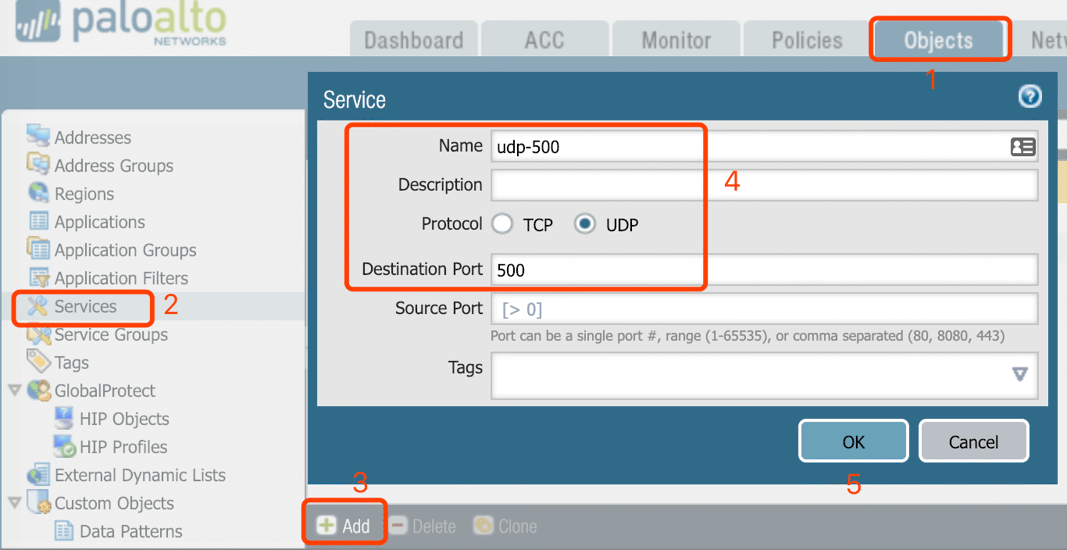 paloalto
NETWORKS
Dashboard ACC Monitor Policies Objects Netw
1
Service
Name udp-500
Description
4
Protocol TCP UDP
Destination Port 500
Source Port [> 0]
Port can be a single port #, range (1-65535), or comma separated (80, 8080, 443)
Tags
OK Cancel
5
Addresses
Address Groups
Regions
Applications
Application Groups
Application Filters
Services 2
Service Groups
Tags
GlobalProtect
HIP Objects
HIP Profiles
External Dynamic Lists
Custom Objects
Data Patterns
3
Add Delete Clone